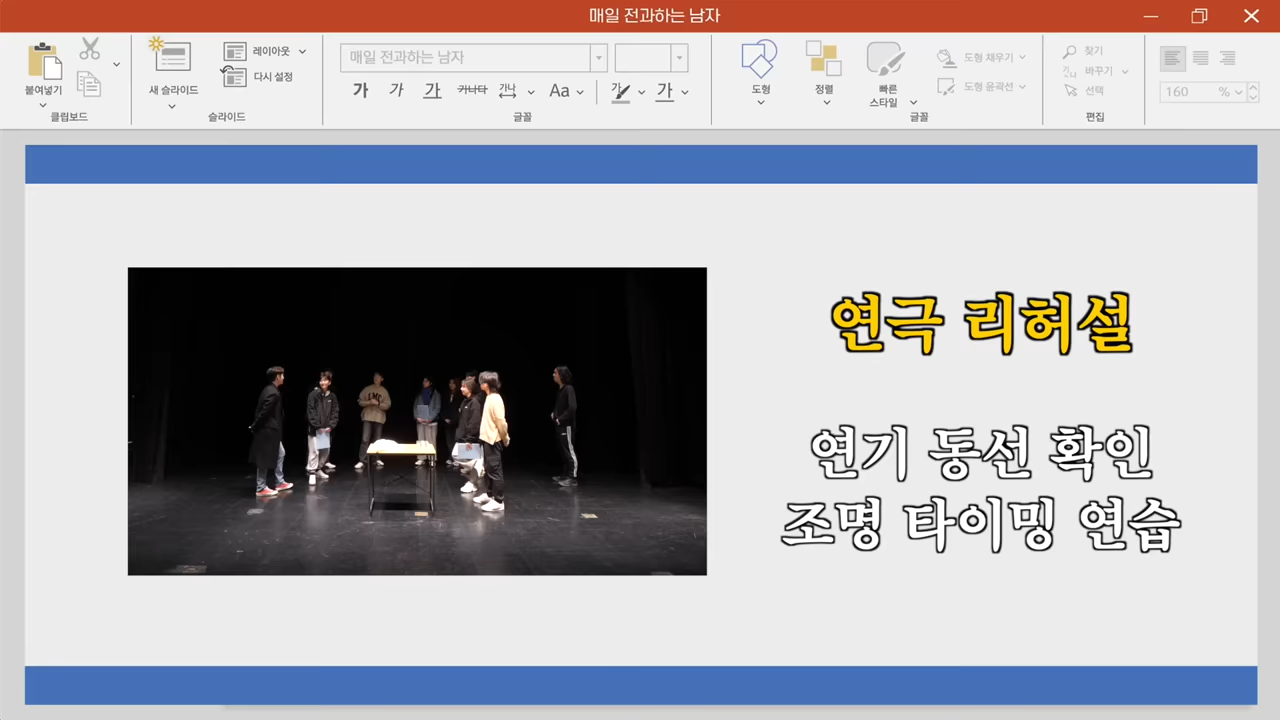 매일 전과하는 남자
붙여넣기
클립보드
새 슬라이드
레이아웃
다시 설정
슬라이드
매일 전과하는 남자
가 가 가 가나다 가나 Aa 가 가
글꼴
도형
정렬
빠른
스타일
도형 채우기
도형 윤곽선
글꼴
찾기
바꾸기
선택
편집
160 %
연극 리허설
연기 동선 확인
조명 타이밍 연습